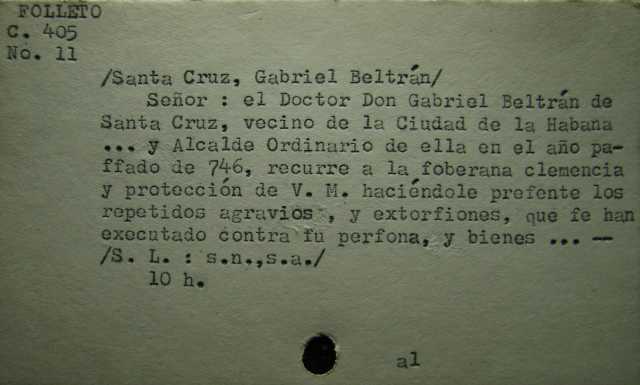 FOLLETO
C. 405
No. 11
/Santa Cruz, Gabriel Beltrán/
Señor : el Doctor Don Gabriel Beltrán de
Santa Cruz, vecino de la Ciudad de la Habana
... y Alcalde Ordinario de ella en el año pa-
ffado de 746, recurre a la foberana clemencia
y protección de V. M. haciéndole prefente los
repetidos agravios , y extorfiones, que fe han
executado contra fu perfona, y bienes ... --
/S. L. : s.n.,s.a./
10 h.
al